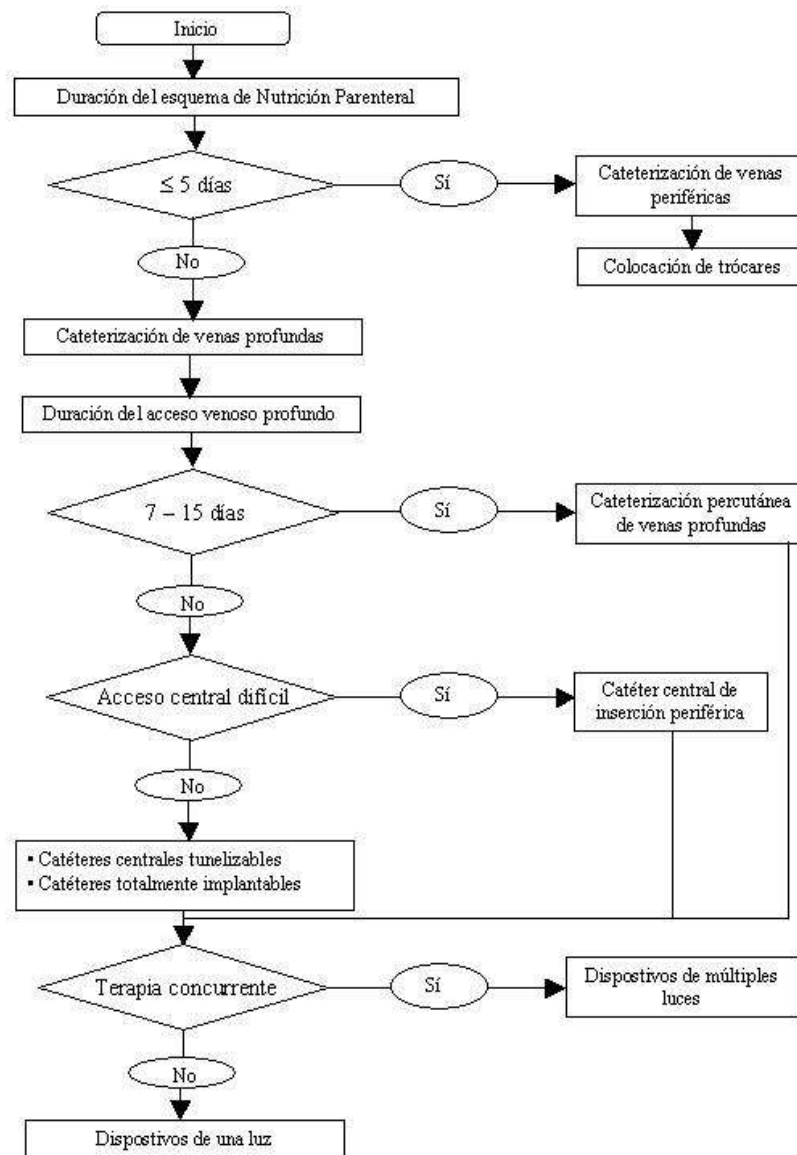 Inicio
Duración del esquema de Nutrición Parenteral
≤ 5 días
Sí
Cateterización de venas
periféricas
No
Colocación de trócares
Cateterización de venas profundas
Duración del acceso venoso profundo
7 – 15 días
Sí
Cateterización percutánea
de venas profundas
No
Acceso central difícil
Sí
Catéter central de
inserción periférica
No
▪ Catéteres centrales tunelizables
▪ Catéteres totalmente implantables
Terapia concurrente
Sí
Dispostivos de múltiples
luces
No
Dispostivos de una luz